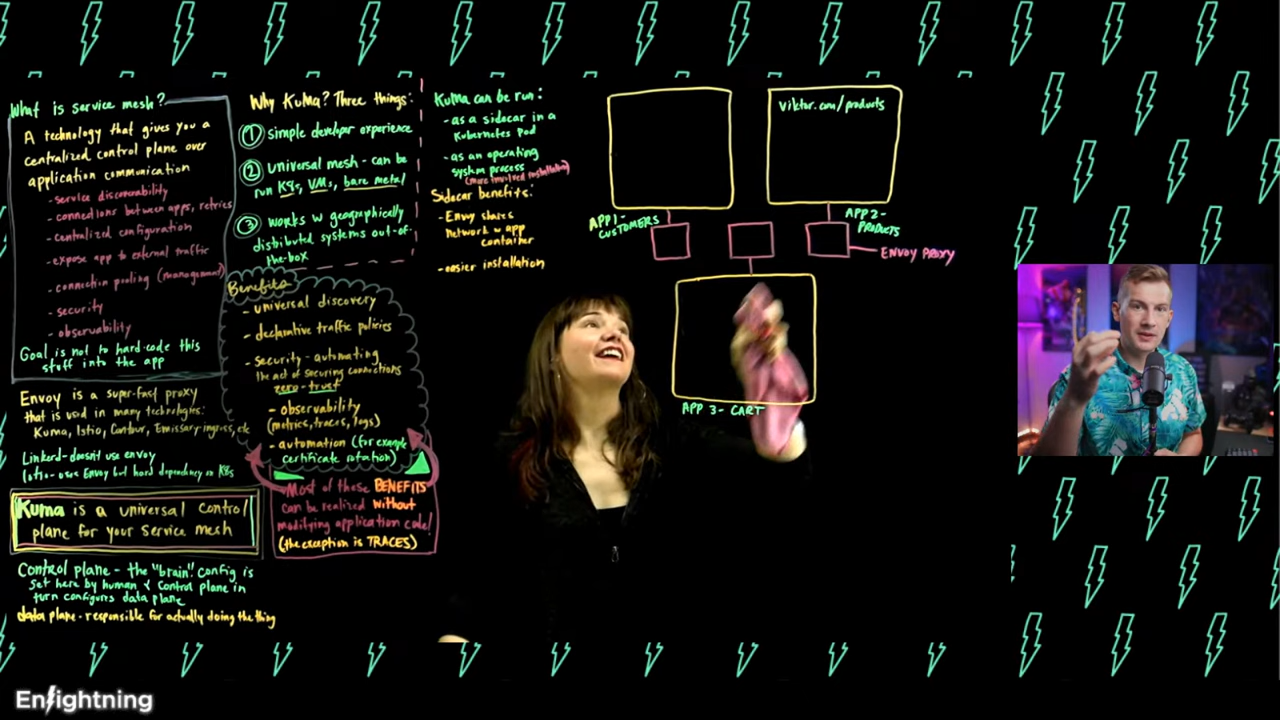 What is service mesh?
A technology that gives you a
centralized control plane over
application communication
- service discoverability
- connections between apps, retries
- centralized configuration
- expose app to external traffic
- connection pooling (management)
- security
- observability
Goal is not to hard-code this
stuff into the app
Envoy is a super-fast proxy
that is used in many technologies:
Kuma, Istio, Contour, Emissary-ingress, etc
Linkerd-doesn't use envoy
Istio-uses Envoy but hard dependency on K8s
Kuma is a universal control
plane for your service mesh
Control plane - the "brain". config is
set here by human & control plane in
turn configures data plane
data plane - responsible for actually doing the thing
Why Kuma? Three things:
1 simple developer experience
2 universal mesh - can be
run K8s, VMs, bare metal
3 works w geographically
distributed systems out-of-
the-box
Benefits
- universal discovery
- declarative traffic policies
- security - automating
the act of securing connections
zero-trust
- observability
(metrics, traces, logs)
- automation (for example
certificate rotation)
Most of these BENEFITS
can be realized without
modifying application code!
(the exception is TRACES)
Kuma can be run:
- as a sidecar in a
Kubernetes pod
- as an operating
system process
(more involved installation)
Sidecar benefits:
- Envoy shares
network w app
container
- easier installation
Viktor.com/products
APP 1-
CUSTOMERS
APP 2-
PRODUCTS
ENVOY PROXY
APP 3- CART
Enlightning